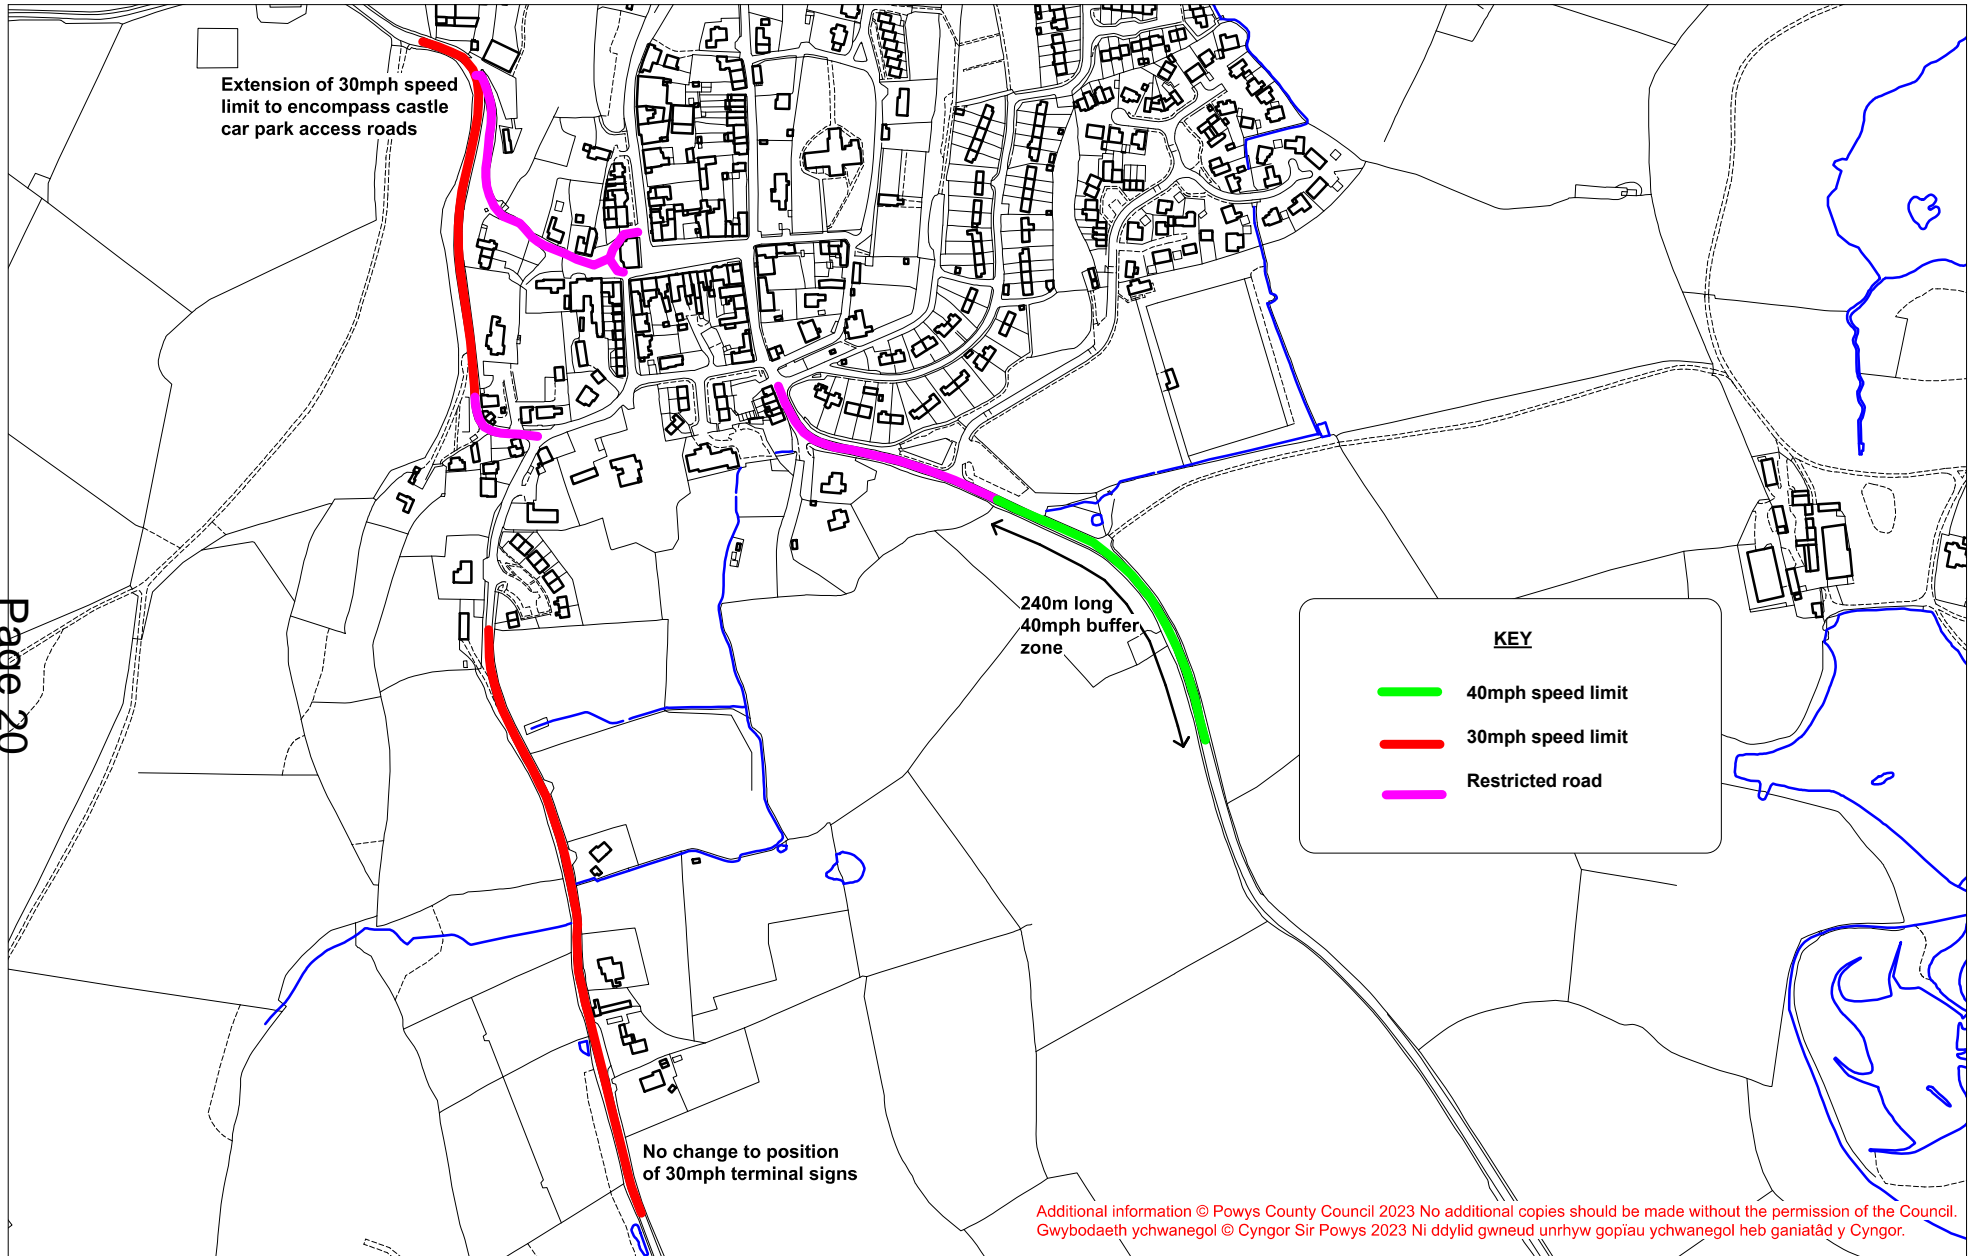 Extension of 30mph speed
limit to encompass castle
car park access roads
240m long
40mph buffer
zone
KEY
40mph speed limit
30mph speed limit
Restricted road
Page 20
No change to position
of 30mph terminal signs
Additional information © Powys County Council 2023 No additional copies should be made without the permission of the Council.
Gwybodaeth ychwanegol © Cyngor Sir Powys 2023 Ni ddylid gwneud unrhyw gopïau ychwanegol heb ganiatâd y Cyngor.